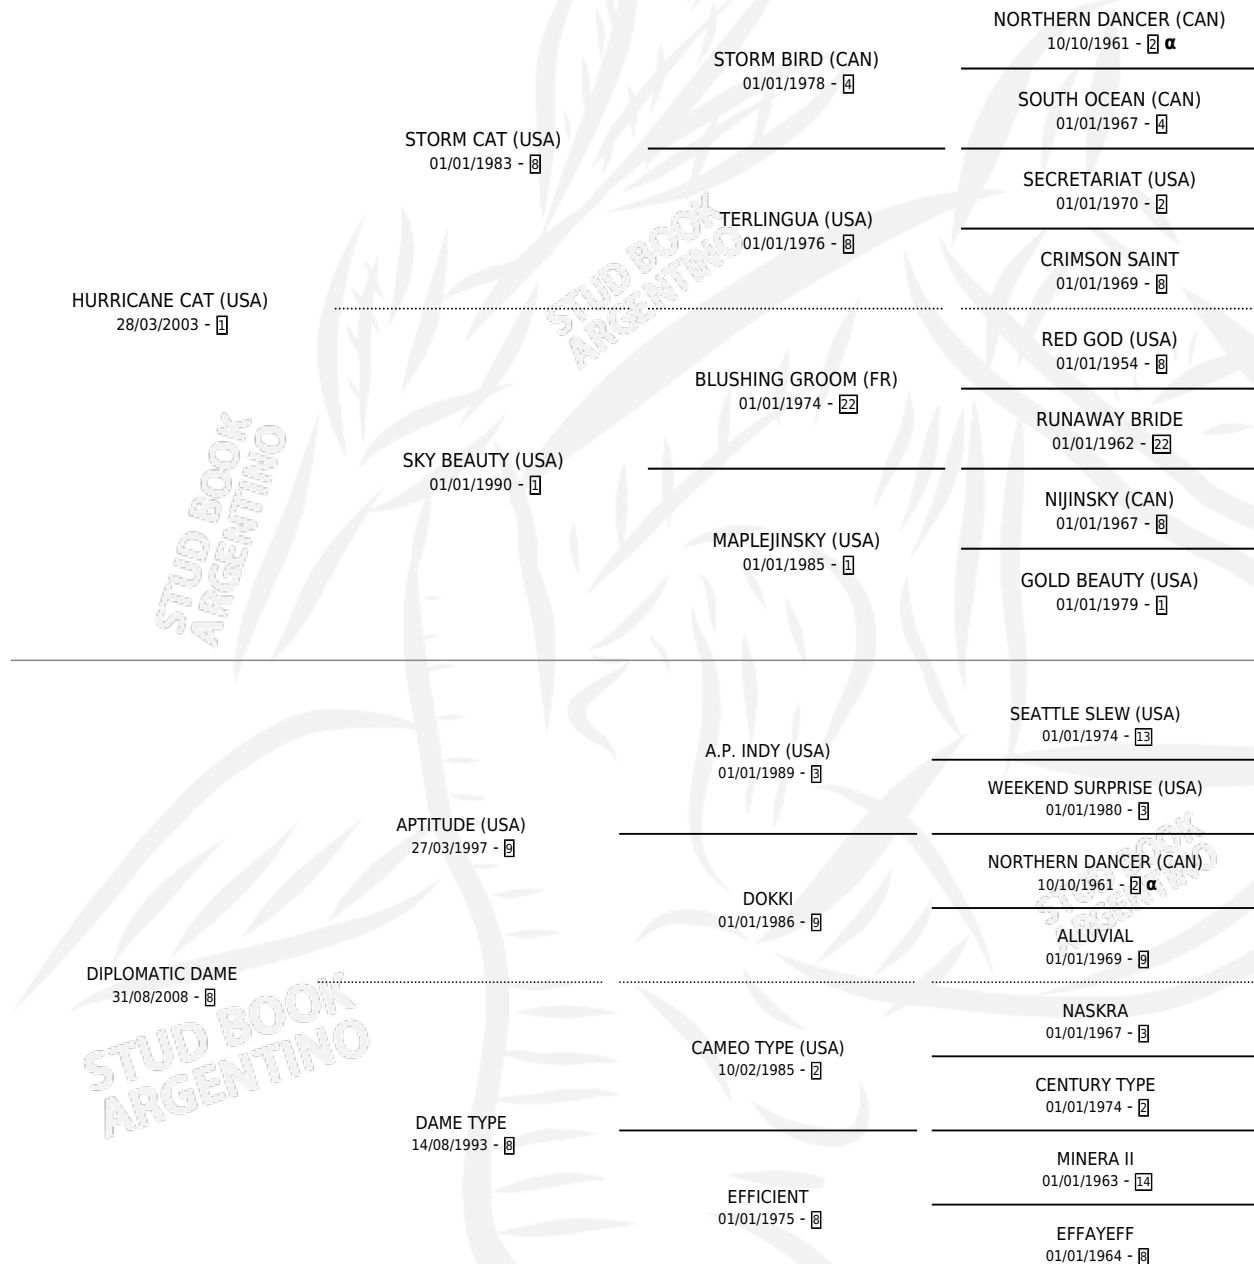 NORTHERN DANCER (CAN)
10/10/1961 - 2 α
STORM BIRD (CAN)
01/01/1978 - 4
SOUTH OCEAN (CAN)
01/01/1967 - 4
STORM CAT (USA)
01/01/1983 - 8
SECRETARIAT (USA)
01/01/1970 - 2
TERLINGUA (USA)
01/01/1976 - 8
CRIMSON SAINT
01/01/1969 - 8
HURRICANE CAT (USA)
28/03/2003 - 1
STUD BOOK
ARGENTINO
RED GOD (USA)
01/01/1954 - 8
BLUSHING GROOM (FR)
01/01/1974 - 22
RUNAWAY BRIDE
01/01/1962 - 22
SKY BEAUTY (USA)
01/01/1990 - 1
NIJINSKY (CAN)
01/01/1967 - 8
MAPLEJINSKY (USA)
01/01/1985 - 1
GOLD BEAUTY (USA)
01/01/1979 - 1
STUD BOOK
ARGENTINO
SEATTLE SLEW (USA)
01/01/1974 - 13
A.P. INDY (USA)
01/01/1989 - 3
WEEKEND SURPRISE (USA)
01/01/1980 - 3
APTITUDE (USA)
27/03/1997 - 9
NORTHERN DANCER (CAN)
10/10/1961 - 2 α
STUD BOOK
ARGENTINO
DOKKI
01/01/1986 - 9
ALLUVIAL
01/01/1969 - 9
DIPLOMATIC DAME
31/08/2008 - 8
STUD BOOK
ARGENTINO
NASKRA
01/01/1967 - 3
CAMEO TYPE (USA)
10/02/1985 - 2
CENTURY TYPE
01/01/1974 - 2
DAME TYPE
14/08/1993 - 8
MINERA II
01/01/1963 - 14
EFFICIENT
01/01/1975 - 8
EFFAYEFF
01/01/1964 - 8